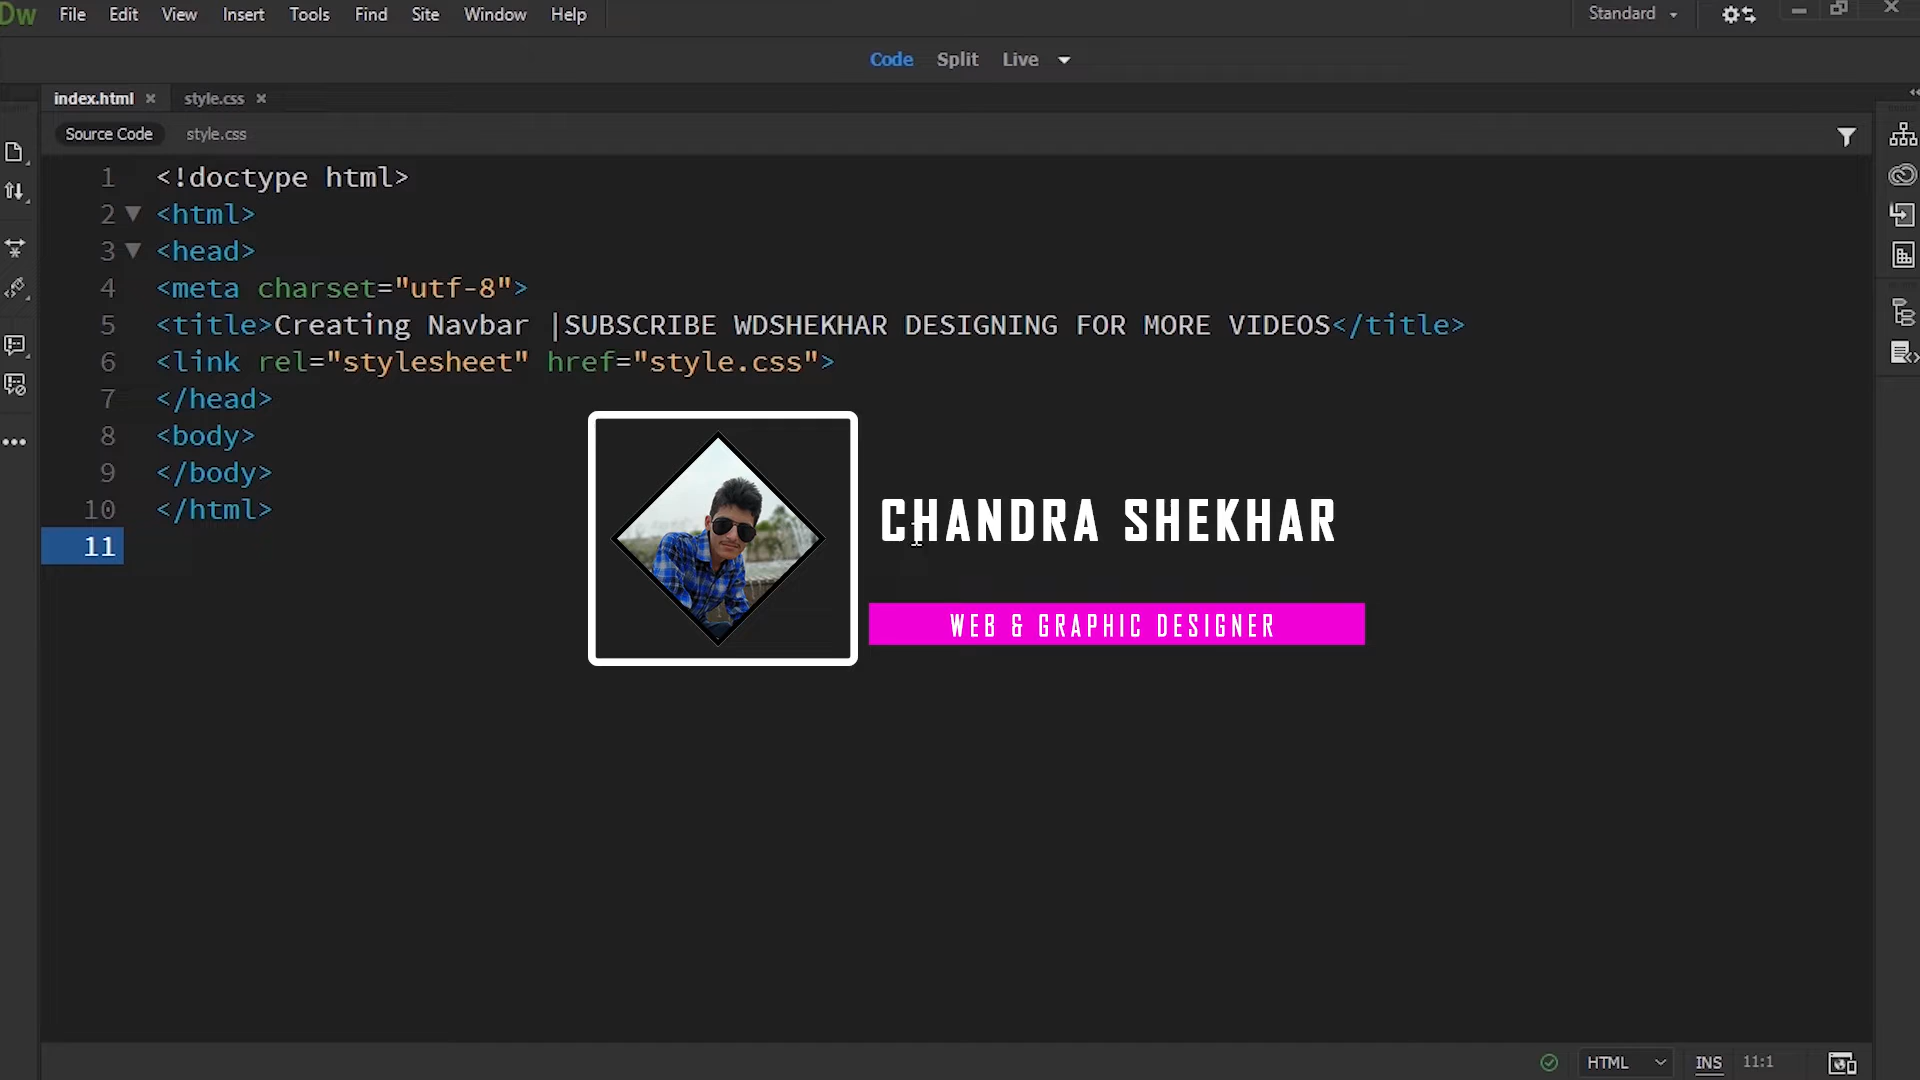 Dw File Edit View Insert Tools Find Site Window Help Standard
Code Split Live
index.html × style.css ×
Source Code style.css
1 <!doctype html>
2 <html>
3 <head>
4 <meta charset="utf-8">
5 <title>Creating Navbar |SUBSCRIBE WDSHEKHAR DESIGNING FOR MORE VIDEOS</title>
6 <link rel="stylesheet" href="style.css">
7 </head>
8 <body>
9 </body>
10 </html>
11
CHANDRA SHEKHAR
WEB & GRAPHIC DESIGNER
HTML INS 11:1